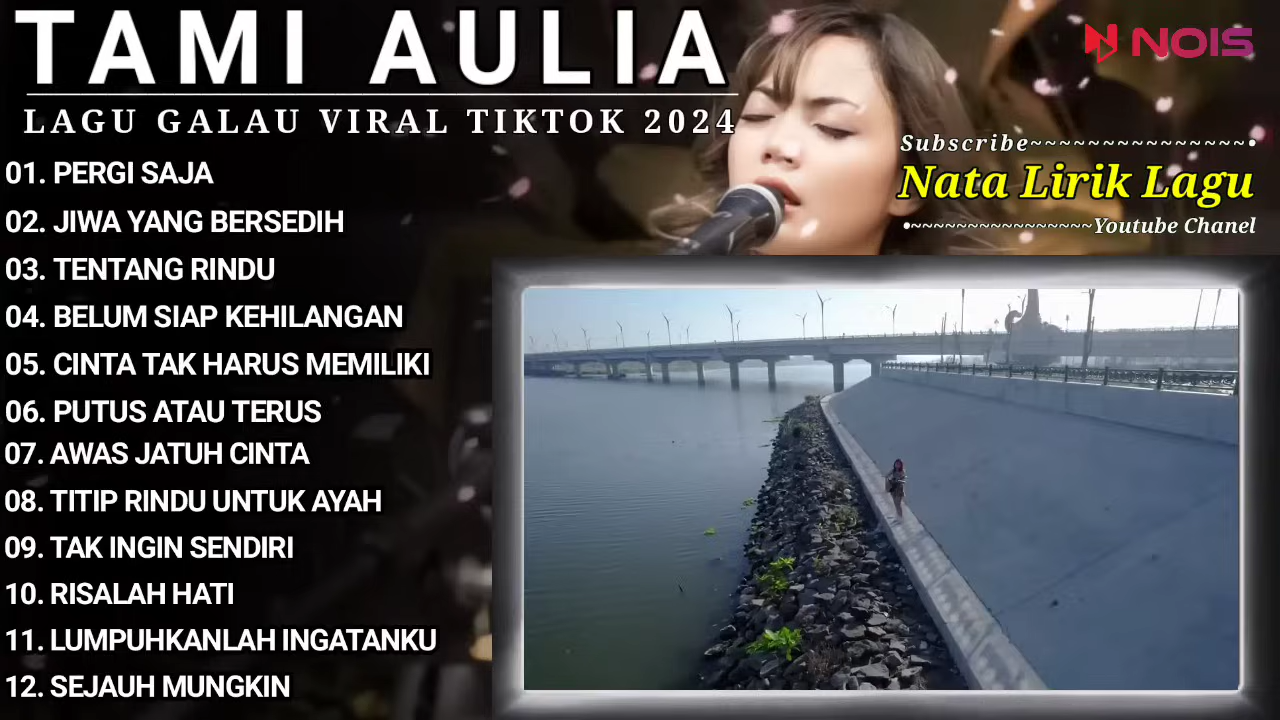 TAMI AULIA
LAGU GALAU VIRAL TIKTOK 2024
NOIS
Subscribe~~~~~~~~~~~~~~~•
Nata Lirik Lagu
•~~~~~~~~~~~~~~~~Youtube Chanel
01. PERGI SAJA
02. JIWA YANG BERSEDIH
03. TENTANG RINDU
04. BELUM SIAP KEHILANGAN
05. CINTA TAK HARUS MEMILIKI
06. PUTUS ATAU TERUS
07. AWAS JATUH CINTA
08. TITIP RINDU UNTUK AYAH
09. TAK INGIN SENDIRI
10. RISALAH HATI
11. LUMPUHKANLAH INGATANKU
12. SEJAUH MUNGKIN